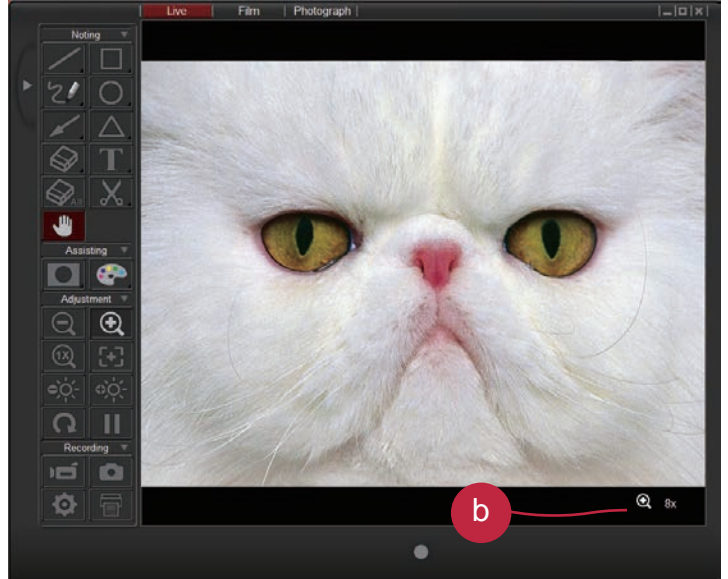 Live | Film | Photograph |
Noting
T
All
Assisting
Adjustment
1X
Recording
b
8x